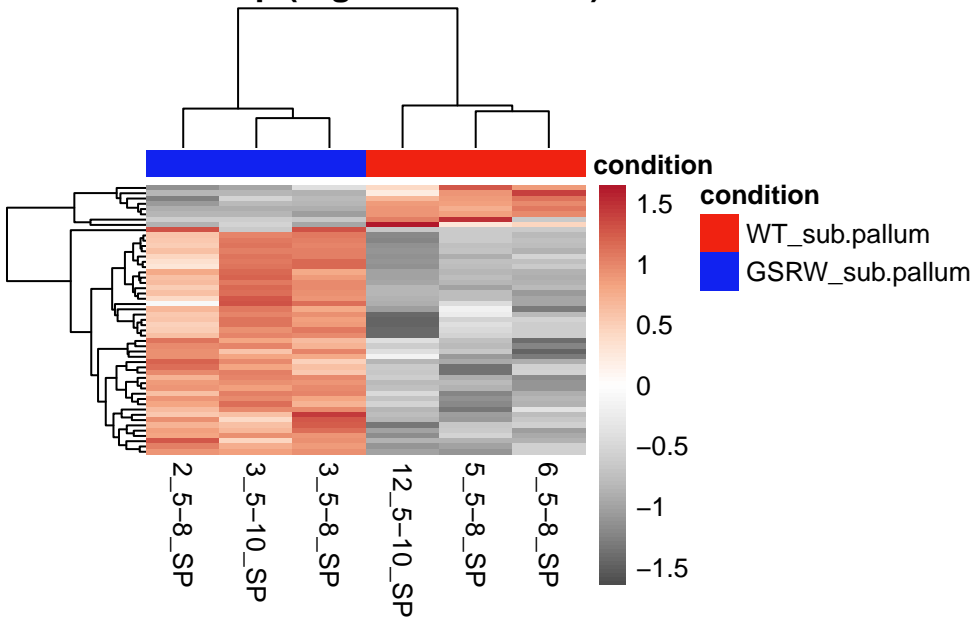 condition
condition
WT_sub.pallum
GSRW_sub.pallum
1.5
1
0.5
0
−0.5
−1
−1.5
2_5−8_SP
3_5−10_SP
3_5−8_SP
12_5−10_SP
5_5−8_SP
6_5−8_SP